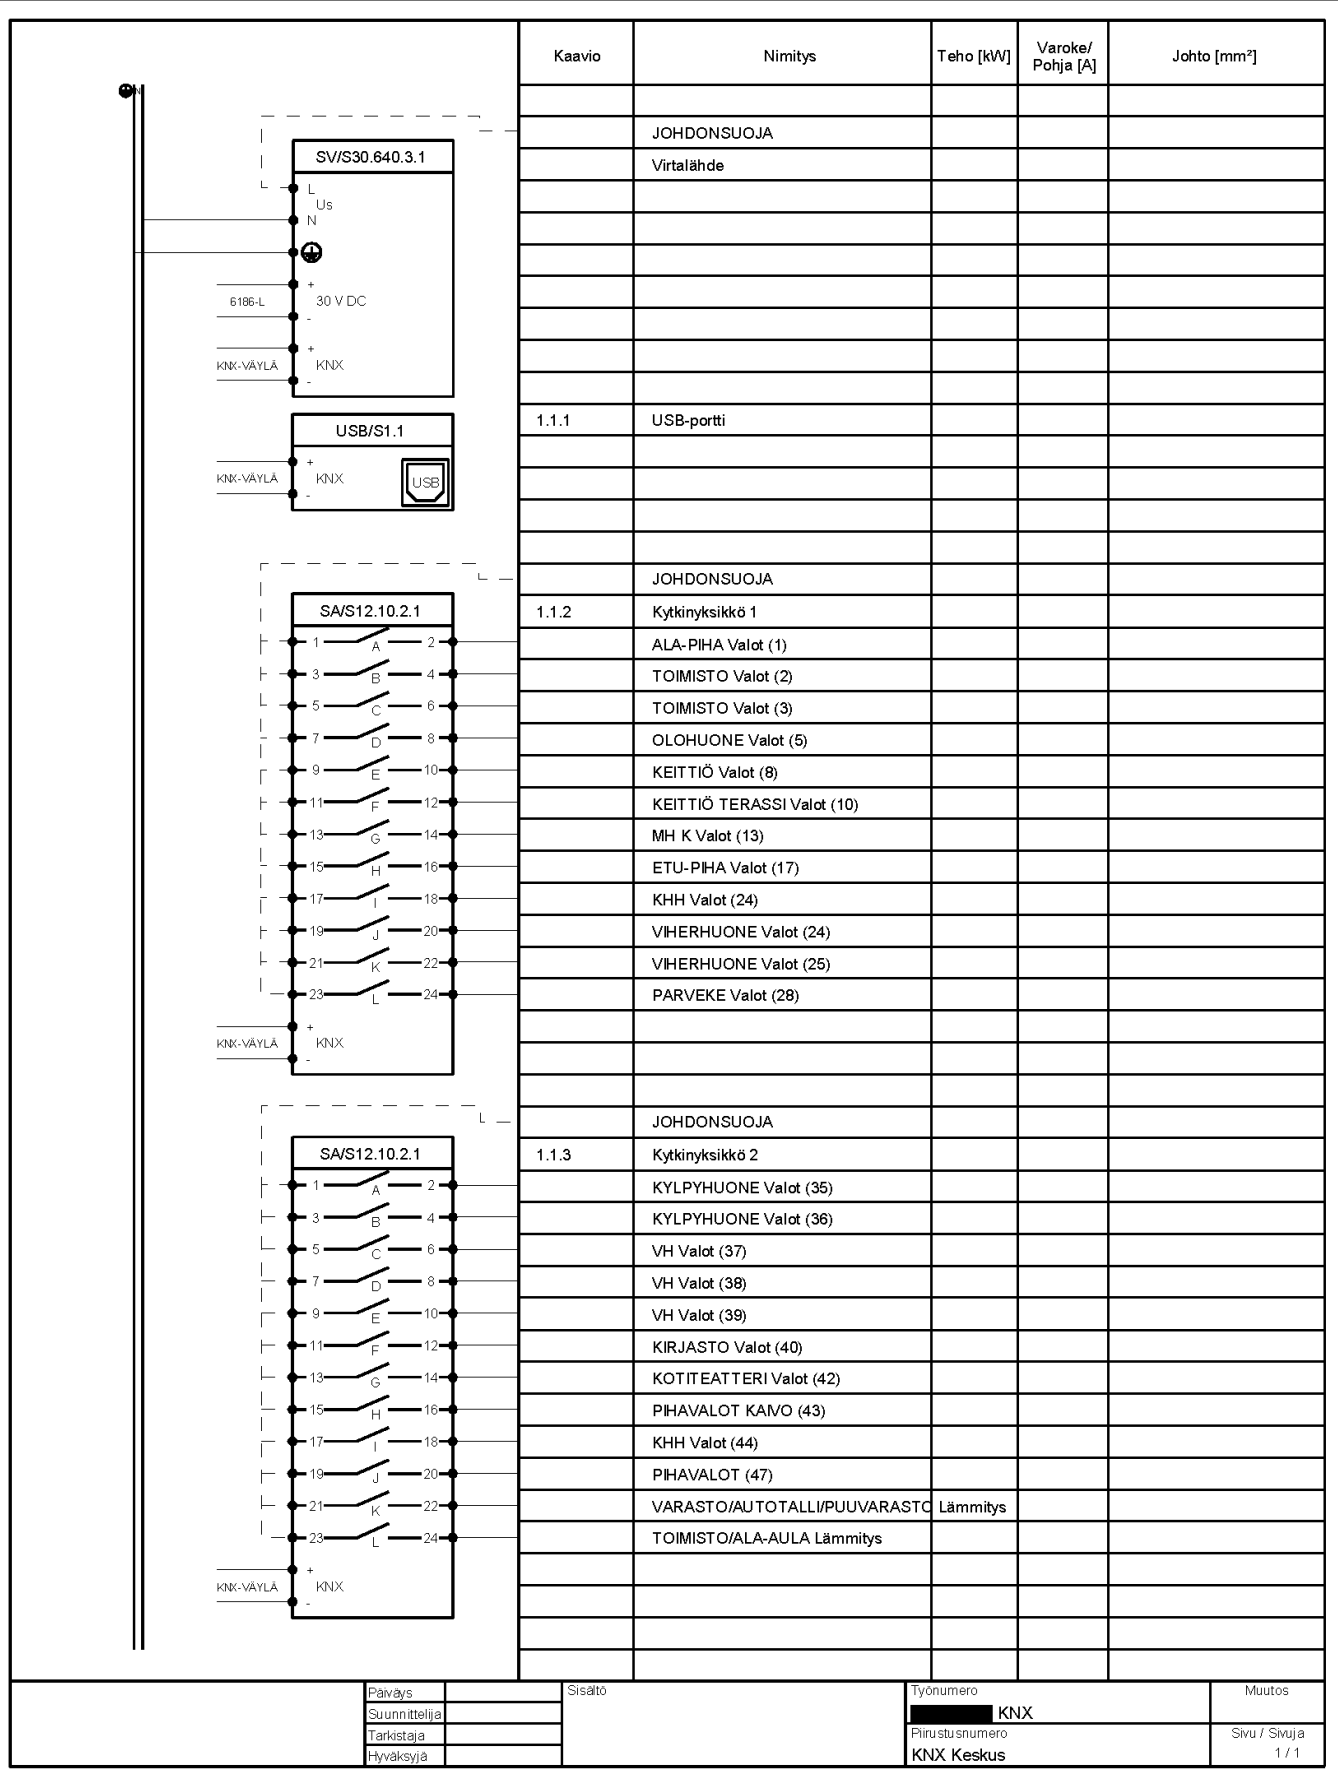 Kaavio Nimitys Teho [kW] Varoke/ Johto [mm²]
Pohja [A]
N
JOHDONSUOJA
SV/S30.640.3.1 Virtalähde
L
Us
N
+
6186-L 30 V DC
-
+
KNX-VÄYLÄ KNX
-
1.1.1 USB-portti
USB/S1.1
+
KNX-VÄYLÄ KNX USB
-
JOHDONSUOJA
SA/S12.10.2.1 1.1.2 Kytkinyksikkö 1
1 A 2 ALA-PIHA Valot (1)
3 B 4 TOIMISTO Valot (2)
5 C 6 TOIMISTO Valot (3)
7 D 8 OLOHUONE Valot (5)
9 E 10 KEITTIÖ Valot (8)
11 F 12 KEITTIÖ TERASSI Valot (10)
13 G 14 MH K Valot (13)
15 H 16 ETU-PIHA Valot (17)
17 I 18 KHH Valot (24)
19 J 20 VIHERHUONE Valot (24)
21 K 22 VIHERHUONE Valot (25)
23 L 24 PARVEKE Valot (28)
+
KNX-VÄYLÄ KNX
-
JOHDONSUOJA
SA/S12.10.2.1 1.1.3 Kytkinyksikkö 2
1 A 2 KYLPYHUONE Valot (35)
3 B 4 KYLPYHUONE Valot (36)
5 C 6 VH Valot (37)
7 D 8 VH Valot (38)
9 E 10 VH Valot (39)
11 F 12 KIRJASTO Valot (40)
13 G 14 KOTITEATTERI Valot (42)
15 H 16 PIHAVALOT KAIVO (43)
17 I 18 KHH Valot (44)
19 J 20 PIHAVALOT (47)
21 K 22 VARASTO/AUTOTALLI/PUUVARASTO Lämmitys
23 L 24 TOIMISTO/ALA-AULA Lämmitys
+
KNX-VÄYLÄ KNX
-
Päiväys Sisältö Työnumero Muutos
Suunnittelija KNX
Tarkistaja Piirustusnumero Sivu / Sivuja
Hyväksyjä KNX Keskus 1 / 1